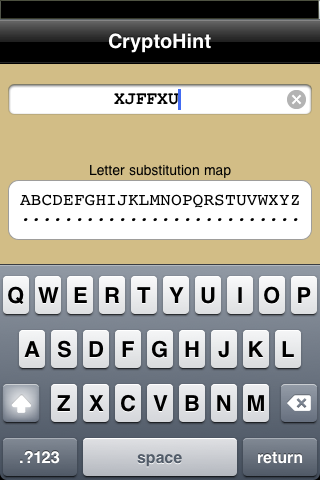 CryptoHint
XJFFXU
Letter substitution map
ABCDEFGHIJKLMNOPQRSTUVWXYZ
..........................
Q W E R T Y U I O P
A S D F G H J K L
Z X C V B N M
.?123 space return